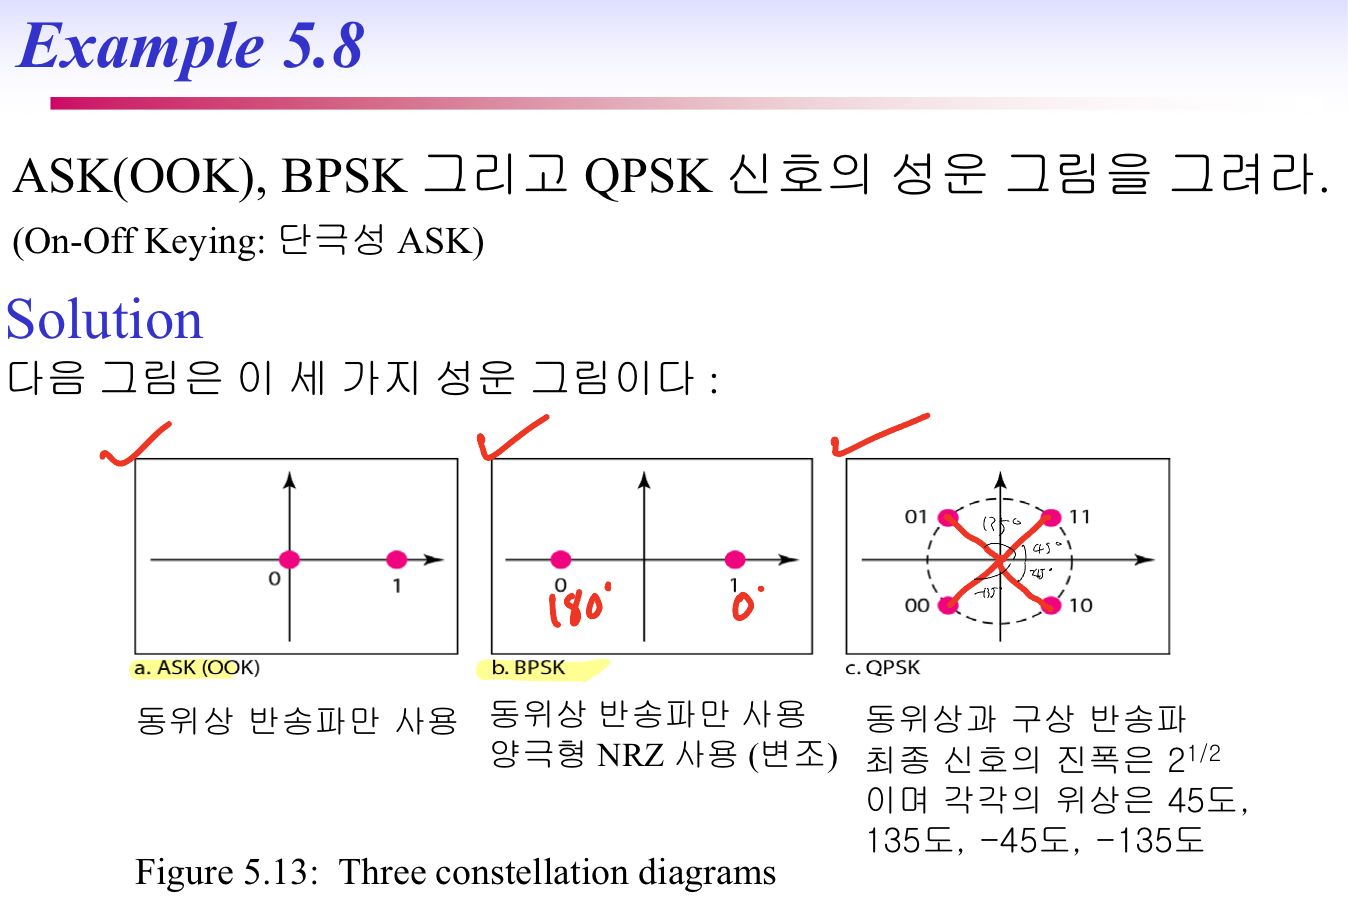 Example 5.8
ASK(OOK), BPSK 그리고 QPSK 신호의 성운 그림을 그려라.
(On-Off Keying: 단극성 ASK)
Solution
다음 그림은 이 세 가지 성운 그림이다 :
0
1
a. ASK (OOK)
동위상 반송파만 사용
0
1
180°
0°
b. BPSK
동위상 반송파만 사용
양극형 NRZ 사용 (변조)
01
11
135°
45°
-45°
-135°
00
10
c. QPSK
동위상과 구상 반송파
최종 신호의 진폭은 2^1/2
이며 각각의 위상은 45도,
135도, -45도, -135도
Figure 5.13: Three constellation diagrams